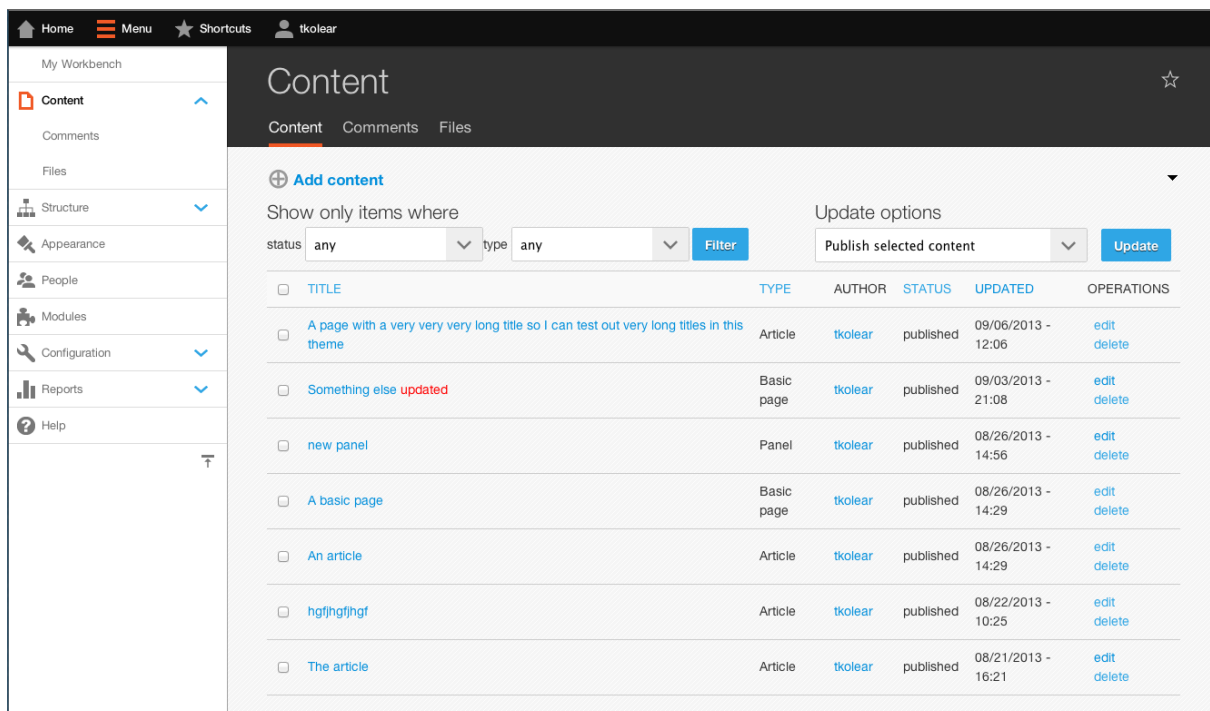 Home Menu Shortcuts tkolear
My Workbench
Content
Comments
Files
Structure
Appearance
People
Modules
Configuration
Reports
Help
Content
Content Comments Files
Add content
Show only items where
status any type any Filter
Update options
Publish selected content Update
TITLE TYPE AUTHOR STATUS UPDATED OPERATIONS
A page with a very very very long title so I can test out very long titles in this
theme
Article tkolear published
09/06/2013 -
12:06
edit
delete
Something else updated
Basic
page
tkolear published
09/03/2013 -
21:08
edit
delete
new panel Panel tkolear published
08/26/2013 -
14:56
edit
delete
A basic page
Basic
page
tkolear published
08/26/2013 -
14:29
edit
delete
An article Article tkolear published
08/26/2013 -
14:29
edit
delete
hgfjhgfjhgf Article tkolear published
08/22/2013 -
10:25
edit
delete
The article Article tkolear published
08/21/2013 -
16:21
edit
delete